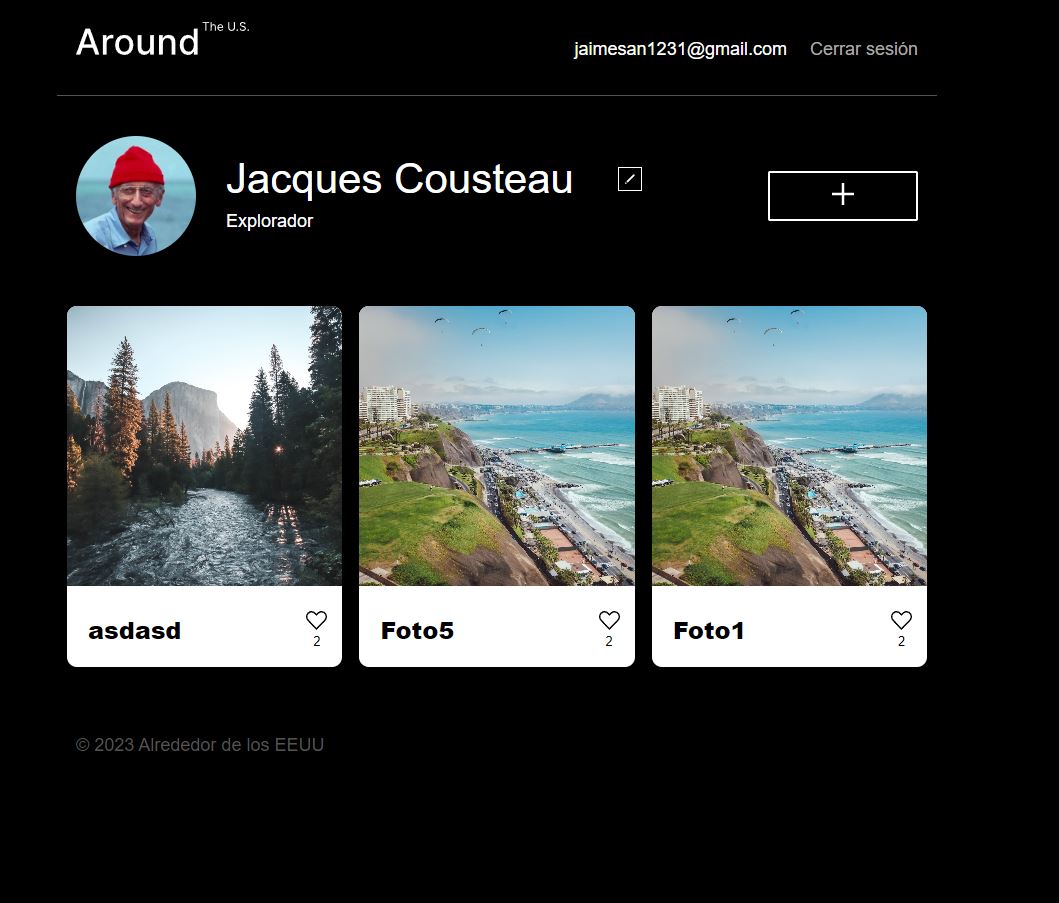 Around The U.S.
jaimesan1231@gmail.com Cerrar sesión
Jacques Cousteau
Explorador
asdasd
2
Foto5
2
Foto1
2
© 2023 Alrededor de los EEUU